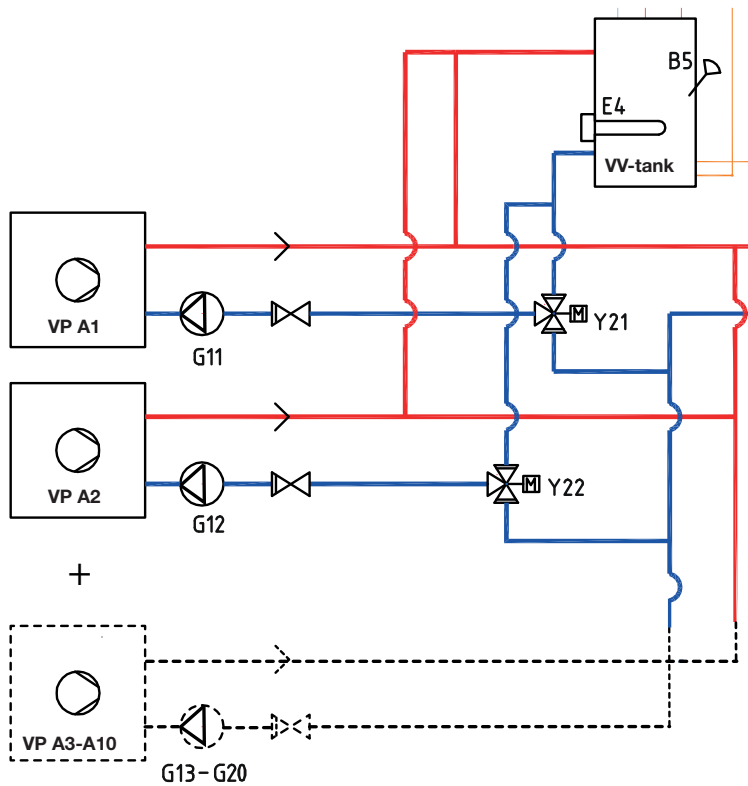 B5
E4
VV-tank
VP A1
G11
M Y21
VP A2
G12
M Y22
+
VP A3-A10
G13-G20